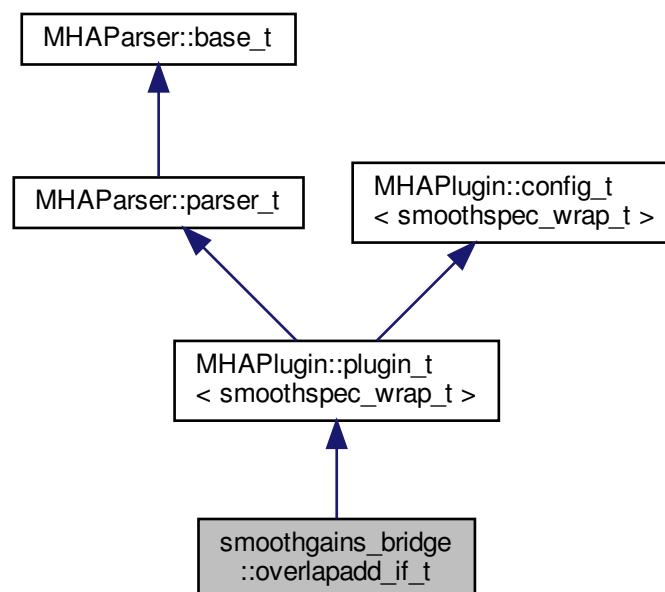 MHAParser::base_t
MHAParser::parser_t
MHAPlugin::config_t
< smoothspec_wrap_t >
MHAPlugin::plugin_t
< smoothspec_wrap_t >
smoothgains_bridge
::overlapadd_if_t